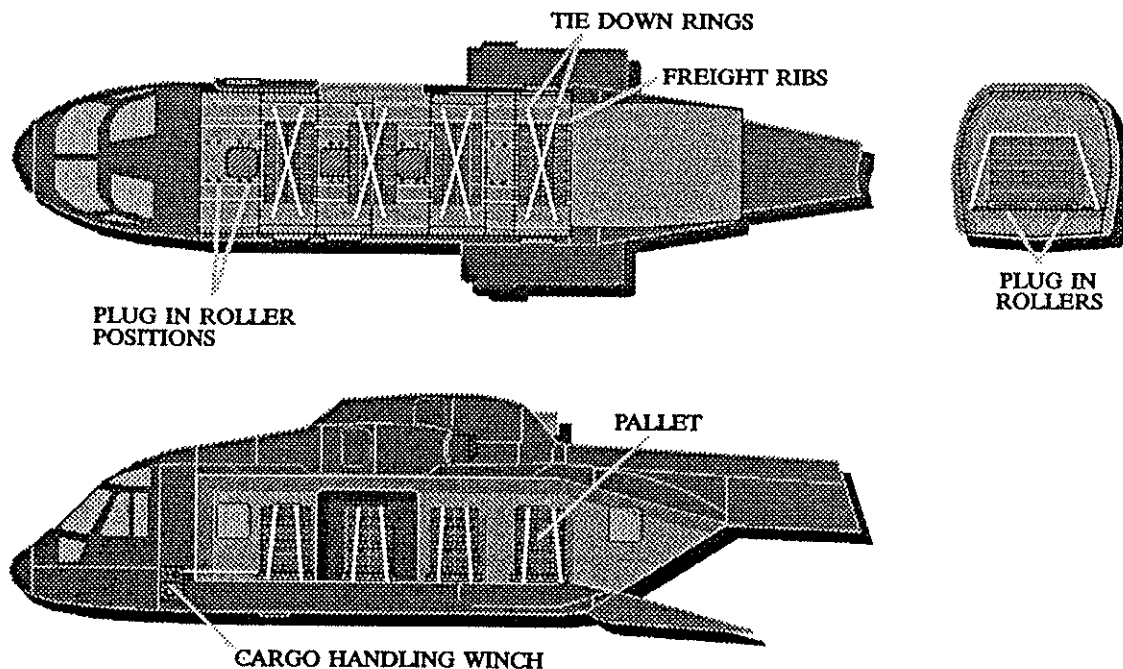 TIE DOWN RINGS
FREIGHT RIBS
PLUG IN ROLLER
POSITIONS
PLUG IN
ROLLERS
PALLET
CARGO HANDLING WINCH